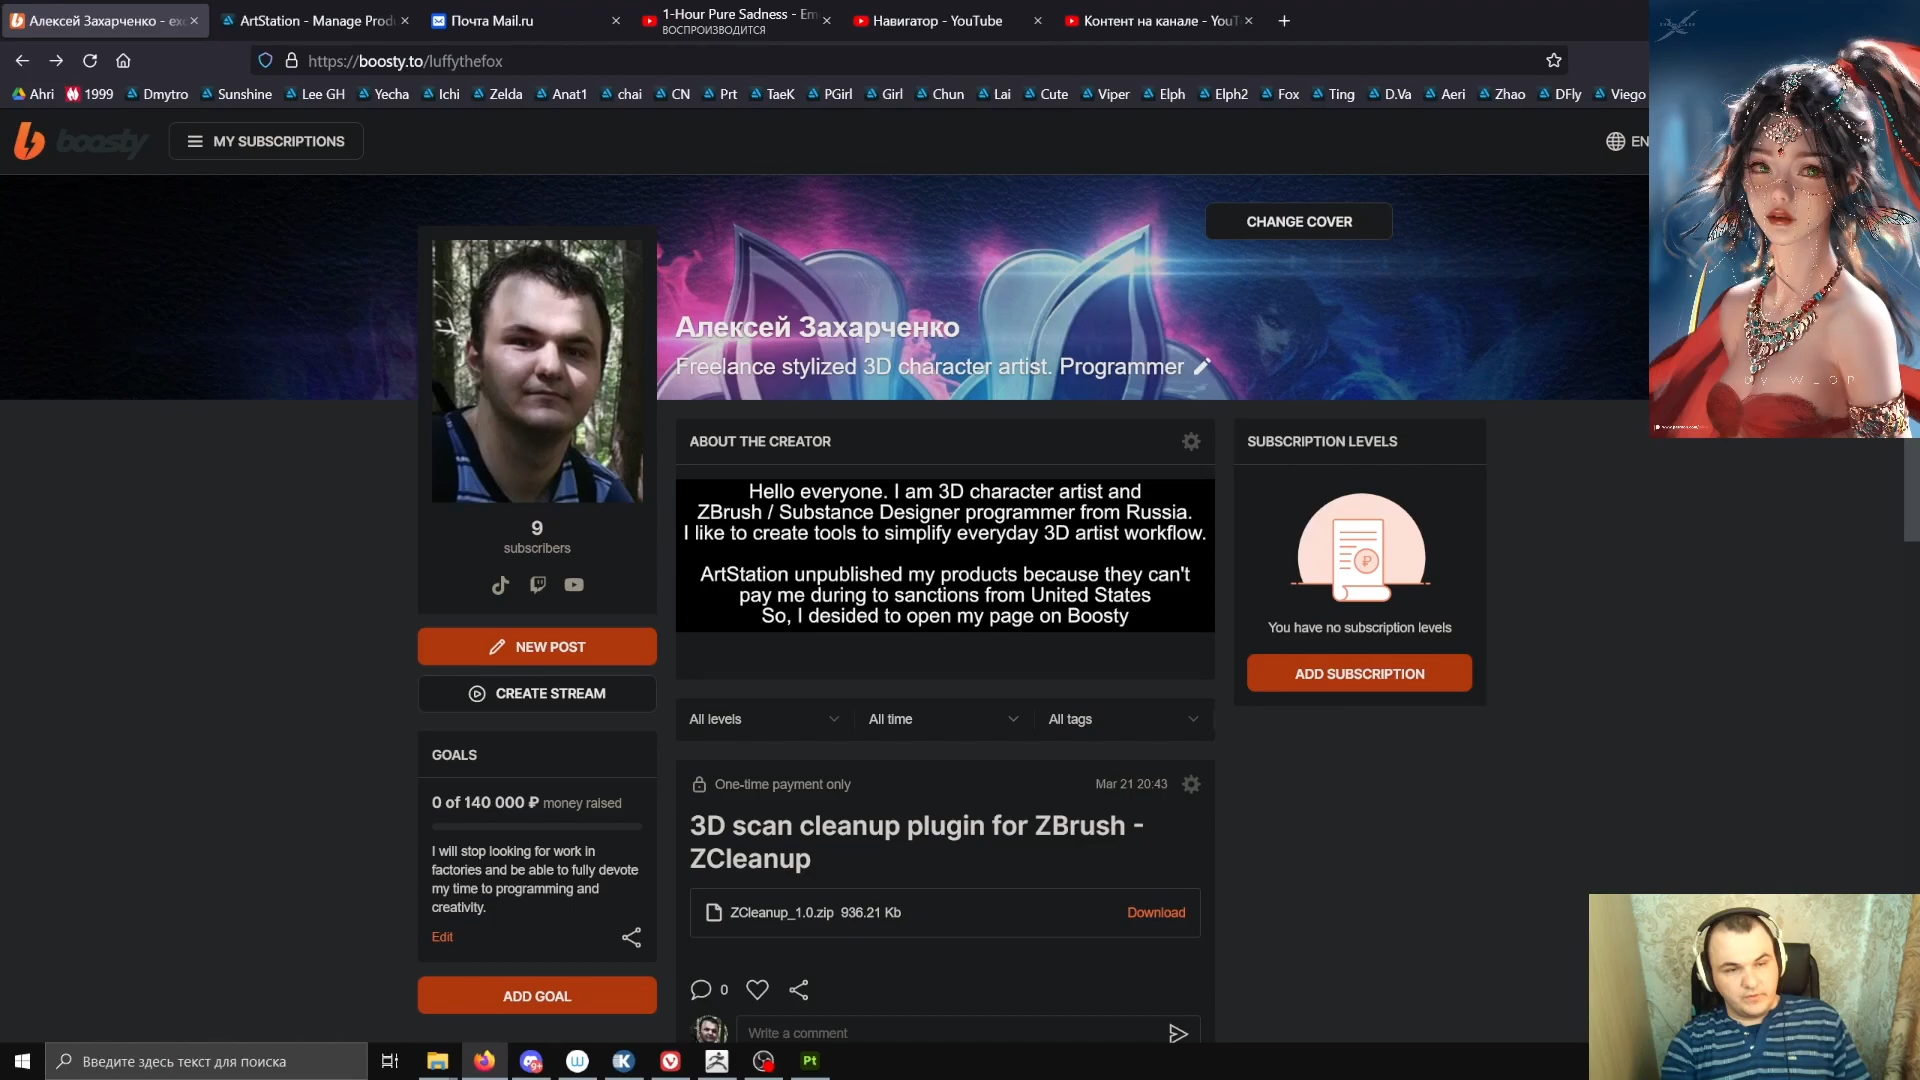 Алексей Захарченко - exc
ArtStation - Manage Prod
Почта Mail.ru
1-Hour Pure Sadness - Em
ВОСПРОИЗВОДИТСЯ
Навигатор - YouTube
Контент на канале - YouT
https://boosty.to/luffythefox
Ahri
1999
Dmytro
Sunshine
Lee GH
Yecha
Ichi
Zelda
Anat1
chai
CN
Prt
TaeK
PGirl
Girl
Chun
Lai
Cute
Viper
Elph
Elph2
Fox
Ting
D.Va
Aeri
Zhao
DFly
Viego
boosty
MY SUBSCRIPTIONS
EN
CHANGE COVER
Алексей Захарченко
Freelance stylized 3D character artist. Programmer
9
subscribers
NEW POST
CREATE STREAM
GOALS
0 of 140 000 ₽ money raised
I will stop looking for work in
factories and be able to fully devote
my time to programming and
creativity.
Edit
ADD GOAL
ABOUT THE CREATOR
Hello everyone. I am 3D character artist and
ZBrush / Substance Designer programmer from Russia.
I like to create tools to simplify everyday 3D artist workflow.
ArtStation unpublished my products because they can't
pay me during to sanctions from United States
So, I desided to open my page on Boosty
All levels
All time
All tags
One-time payment only
Mar 21 20:43
3D scan cleanup plugin for ZBrush -
ZCleanup
ZCleanup_1.0.zip 936.21 Kb
Download
0
Write a comment
SUBSCRIPTION LEVELS
You have no subscription levels
ADD SUBSCRIPTION
BY WLOP
Введите здесь текст для поиска
9+
Pt